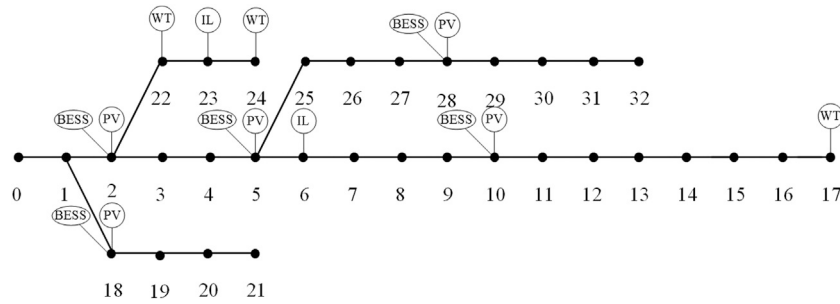 WT IL WT
BESS PV
22 23 24 25 26 27 28 29 30 31 32
BESS PV BESS PV IL BESS PV WT
0 1 2 3 4 5 6 7 8 9 10 11 12 13 14 15 16 17
BESS PV
18 19 20 21